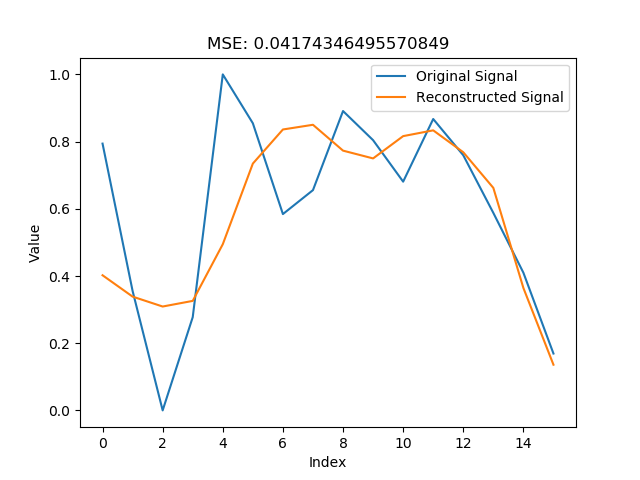 MSE: 0.04174346495570849
Original Signal
Reconstructed Signal
1.0
0.8
0.6
0.4
0.2
0.0
Value
0 2 4 6 8 10 12 14
Index